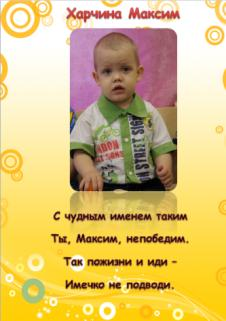 Харчина Максим
С чудным именем таким
Ты, Максим, непобедим.
Так пожизни и иди –
Имечко не подводи.